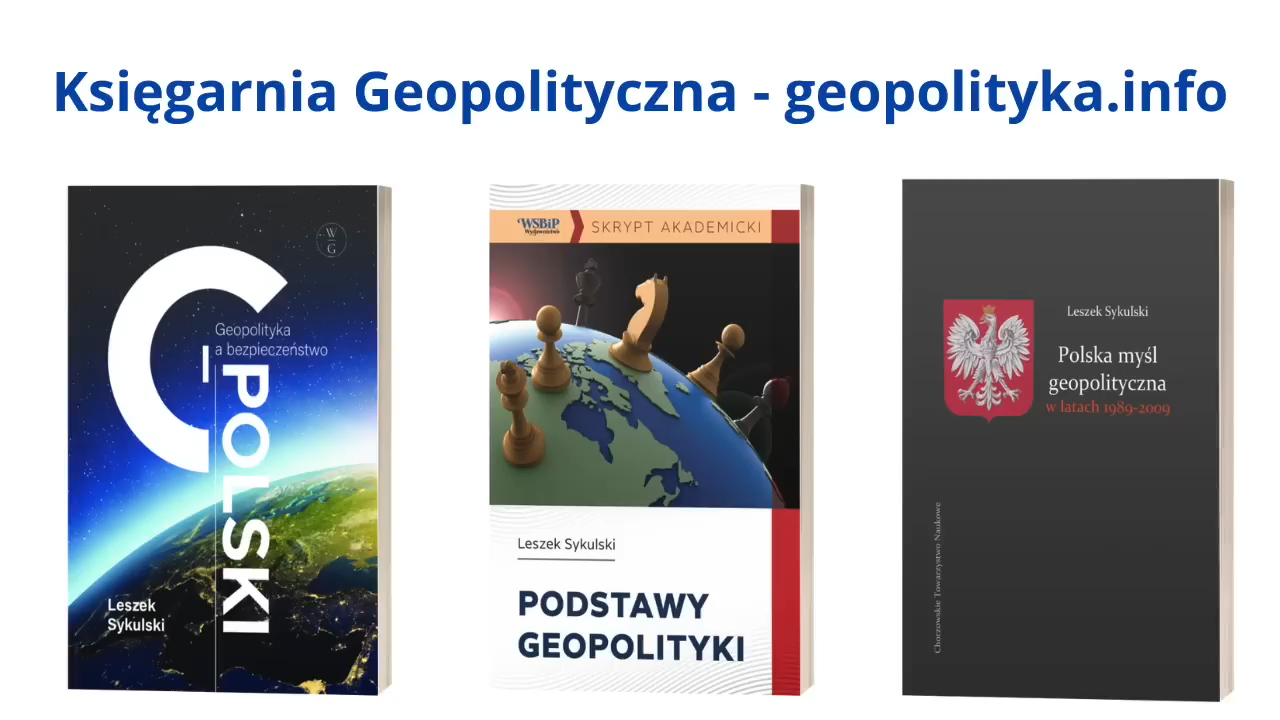 Księgarnia Geopolityczna - geopolityka.info
W
G
Geopolityka
a bezpieczeństwo
POLSKI
Leszek
Sykulski
WSBiP
Wydawnictwo
SKRYPT AKADEMICKI
Leszek Sykulski
PODSTAWY
GEOPOLITYKI
Leszek Sykulski
Polska myśl
geopolityczna
w latach 1989-2009
Chorzowskie Towarzystwo Naukowe